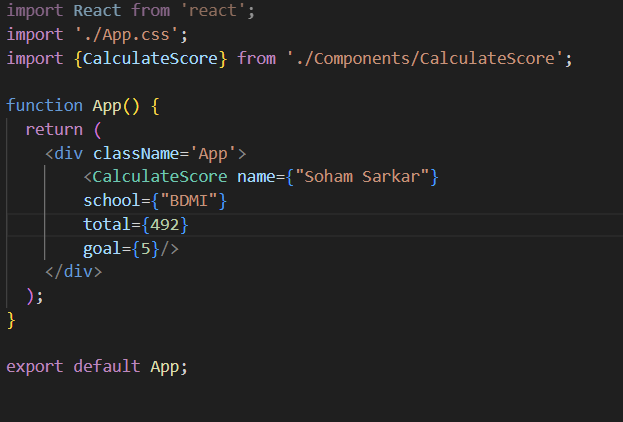 import React from 'react';
import './App.css';
import {CalculateScore} from './Components/CalculateScore';

function App() {
  return (
    <div className='App'>
        <CalculateScore name={"Soham Sarkar"}
        school={"BDMI"}
        total={492}
        goal={5}/>
    </div>
  );
}

export default App;